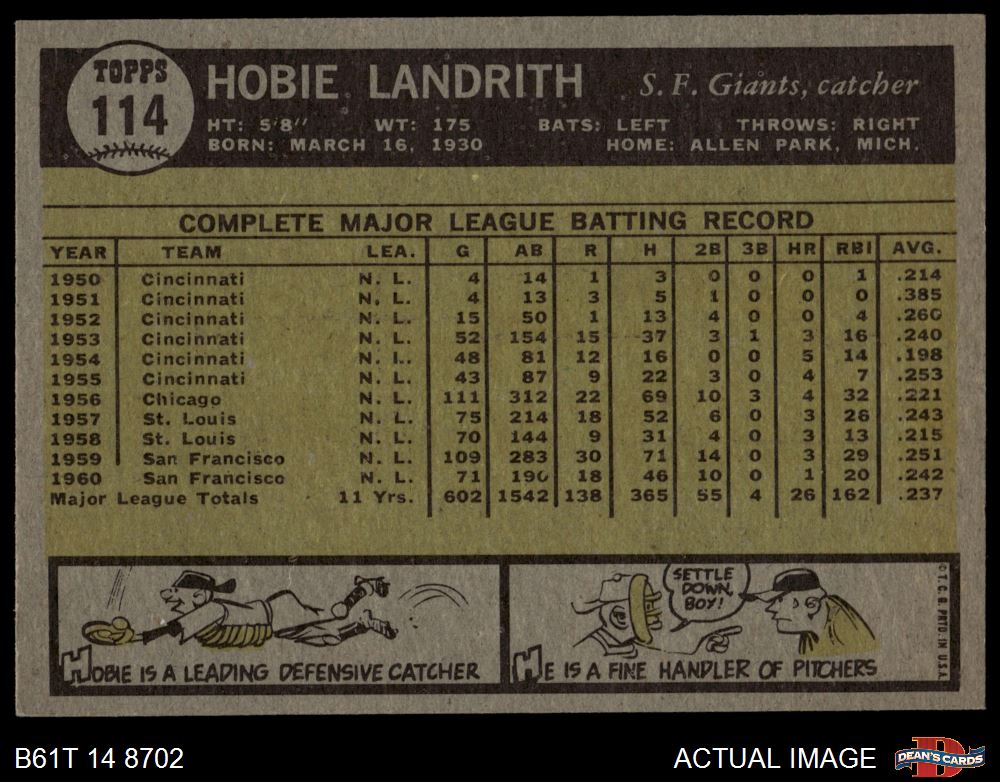 TOPPS
114
HOBIE LANDRITH S. F. Giants, catcher
HT: 5'8" WT: 175 BATS: LEFT THROWS: RIGHT
BORN: MARCH 16, 1930 HOME: ALLEN PARK, MICH.
COMPLETE MAJOR LEAGUE BATTING RECORD
YEAR TEAM LEA. G AB R H 2B 3B HR RBI AVG.
1950 Cincinnati N. L. 4 14 1 3 0 0 0 1 .214
1951 Cincinnati N. L. 4 13 3 5 1 0 0 0 .385
1952 Cincinnati N. L. 15 50 1 13 4 0 0 4 .260
1953 Cincinnati N. L. 52 154 15 37 3 1 3 16 .240
1954 Cincinnati N. L. 48 81 12 16 0 0 5 14 .198
1955 Cincinnati N. L. 43 87 9 22 3 0 4 7 .253
1956 Chicago N. L. 111 312 22 69 10 3 4 32 .221
1957 St. Louis N. L. 75 214 18 52 6 0 3 26 .243
1958 St. Louis N. L. 70 144 9 31 4 0 3 13 .215
1959 San Francisco N. L. 109 283 30 71 14 0 3 29 .251
1960 San Francisco N. L. 71 190 18 46 10 0 1 20 .242
Major League Totals 11 Yrs. 602 1542 138 365 55 4 26 162 .237
HOBIE IS A LEADING DEFENSIVE CATCHER
SETTLE
DOWN,
BOY!
HE IS A FINE HANDLER OF PITCHERS
© T. C. G. PRTD. IN U.S.A.
B61T 14 8702
ACTUAL IMAGE
DEAN'S CARDS